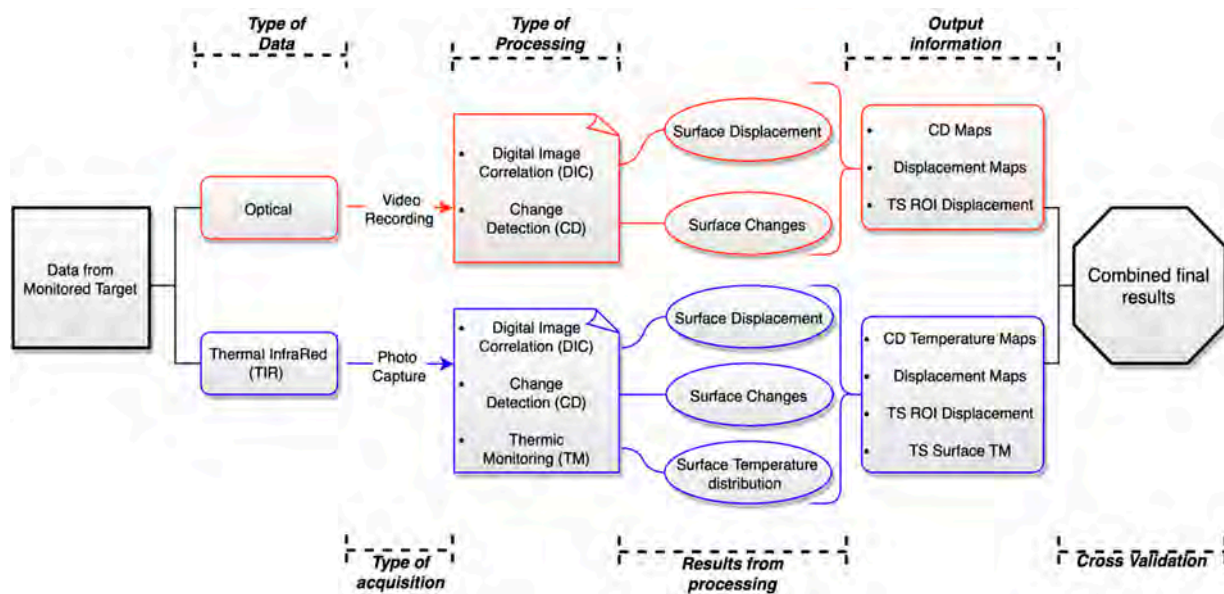 Type of
Data
Type of
Processing
Output
information
Data from
Monitored Target
Optical
Video
Recording
• Digital Image
Correlation (DIC)
• Change
Detection (CD)
Surface Displacement
Surface Changes
• CD Maps
• Displacement Maps
• TS ROI Displacement
Thermal InfraRed
(TIR)
Photo
Capture
• Digital Image
Correlation (DIC)
• Change
Detection (CD)
• Thermic
Monitoring (TM)
Surface Displacement
Surface Changes
Surface Temperature
distribution
• CD Temperature Maps
• Displacement Maps
• TS ROI Displacement
• TS Surface TM
Combined final
results
Type of
acquisition
Results from
processing
Cross Validation